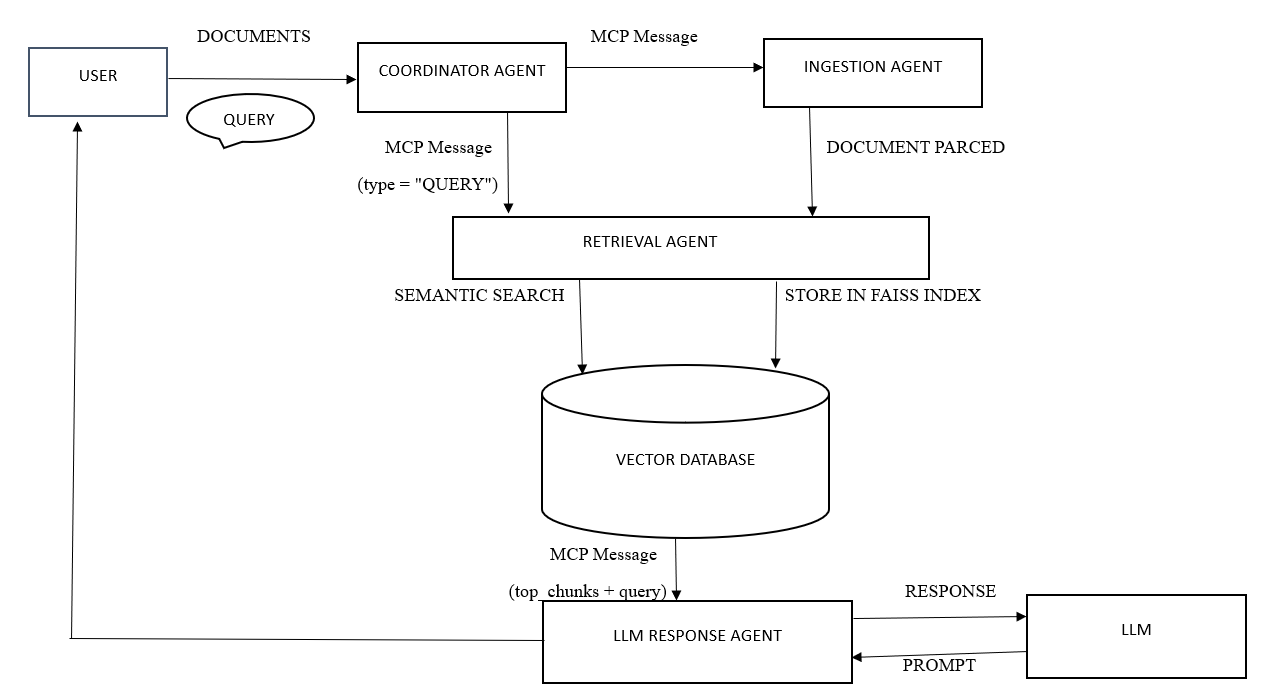 DOCUMENTS
MCP Message
USER
COORDINATOR AGENT
INGESTION AGENT
QUERY
MCP Message
(type = "QUERY")
DOCUMENT PARCED
RETRIEVAL AGENT
SEMANTIC SEARCH
STORE IN FAISS INDEX
VECTOR DATABASE
MCP Message
(top_chunks + query)
RESPONSE
LLM RESPONSE AGENT
LLM
PROMPT